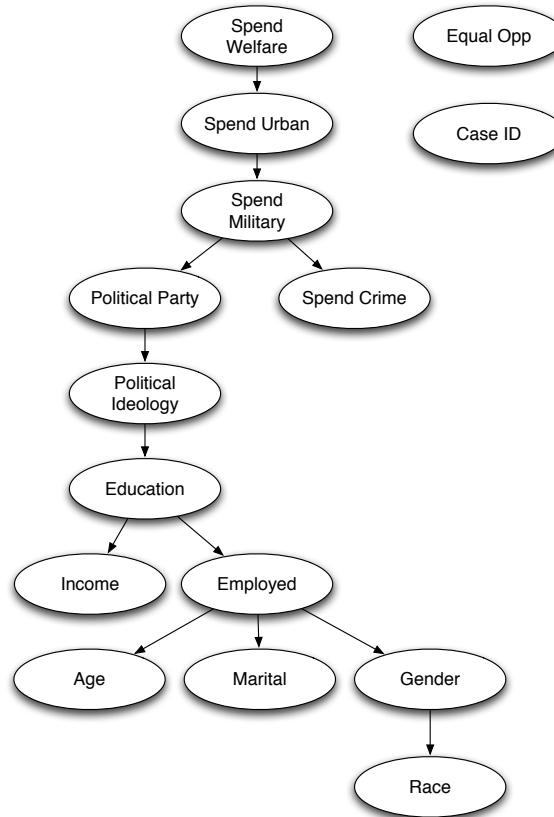 Spend
Welfare
Equal Opp
Spend Urban
Case ID
Spend
Military
Political Party
Spend Crime
Political
Ideology
Education
Income
Employed
Age
Marital
Gender
Race